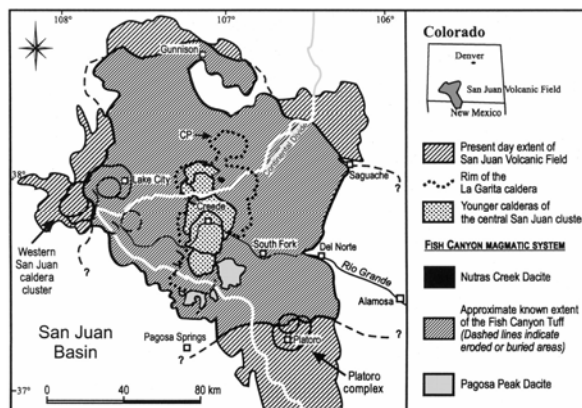 108°
107°
106°
Gunnison
CP
Continental Divide
Saguache
?
38°
Lake City
Creede
?
Western
San Juan
caldera
cluster
South Fork
Del Norte
Rio Grande
Alamosa
?
San Juan
Basin
Pagosa Springs
?
Platoro
Platoro
complex
?
37°
0 20 40 60 80 km
Colorado
Denver
San Juan Volcanic Field
New Mexico
Present day extent of
San Juan Volcanic Field
Rim of the
La Garita caldera
Younger calderas of
the central San Juan cluster
FISH CANYON MAGMATIC SYSTEM
Nutras Creek Dacite
Approximate known extent
of the Fish Canyon Tuff
(Dashed lines indicate
eroded or buried areas)
Pagosa Peak Dacite